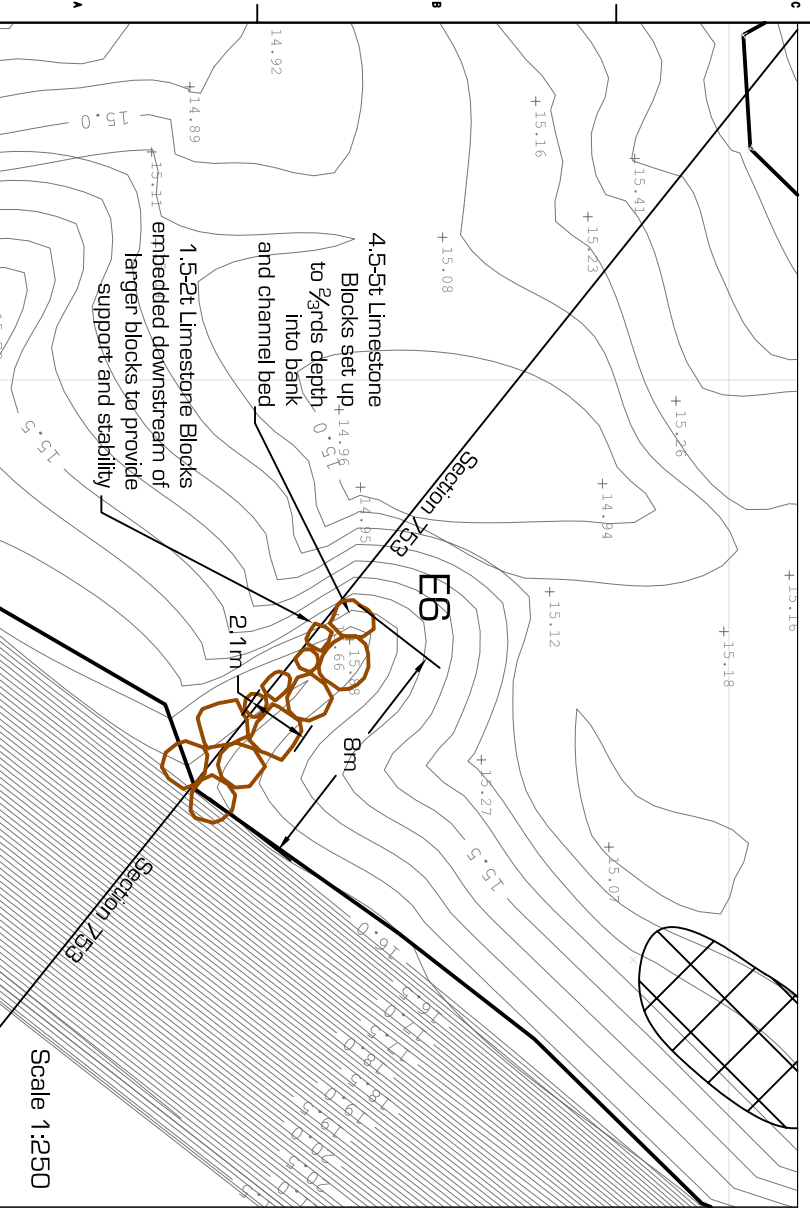 A
B
C
14.92
+14.89
15.0
+15.11
+15.16
+15.41
+15.23
+15.08
+15.26
+14.96
15.0
+14.95
+14.94
15.5
4.5-5t Limestone
Blocks set up
to ⅔rds depth
into bank
and channel bed
1.5-2t Limestone Blocks
embedded downstream of
larger blocks to provide
support and stability
Section 753
E6
2.1m
8m
+15.12
+15.16
+15.18
+15.27
15.5
+15.07
Section 753
16.0
16.5
17.0
17.5
18.0
18.5
19.0
19.5
20.0
20.5
Scale 1:250